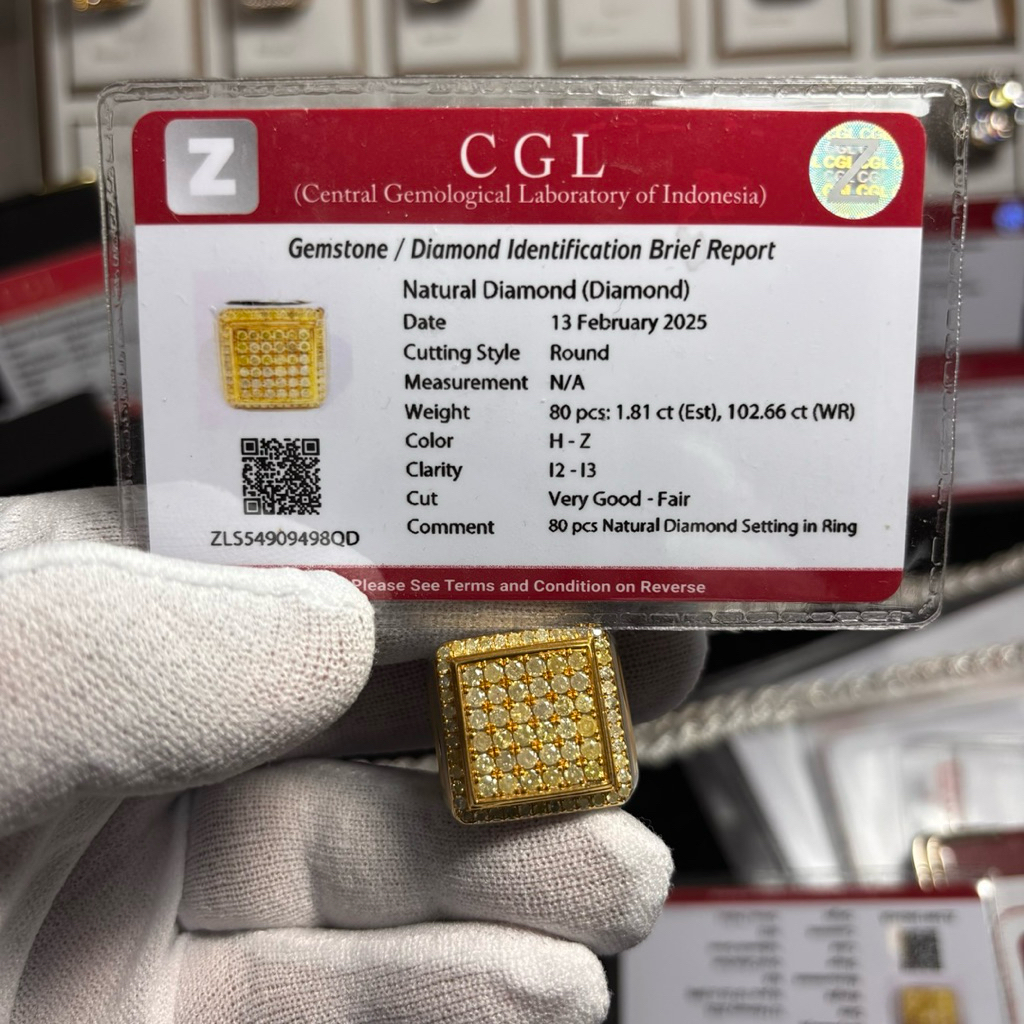 Z
CGL
(Central Gemological Laboratory of Indonesia)
Gemstone / Diamond Identification Brief Report
Natural Diamond (Diamond)
Date 13 February 2025
Cutting Style Round
Measurement N/A
Weight 80 pcs: 1.81 ct (Est), 102.66 ct (WR)
Color H - Z
Clarity I2 - I3
Cut Very Good - Fair
Comment 80 pcs Natural Diamond Setting in Ring
ZLS54909498QD
Please See Terms and Condition on Reverse